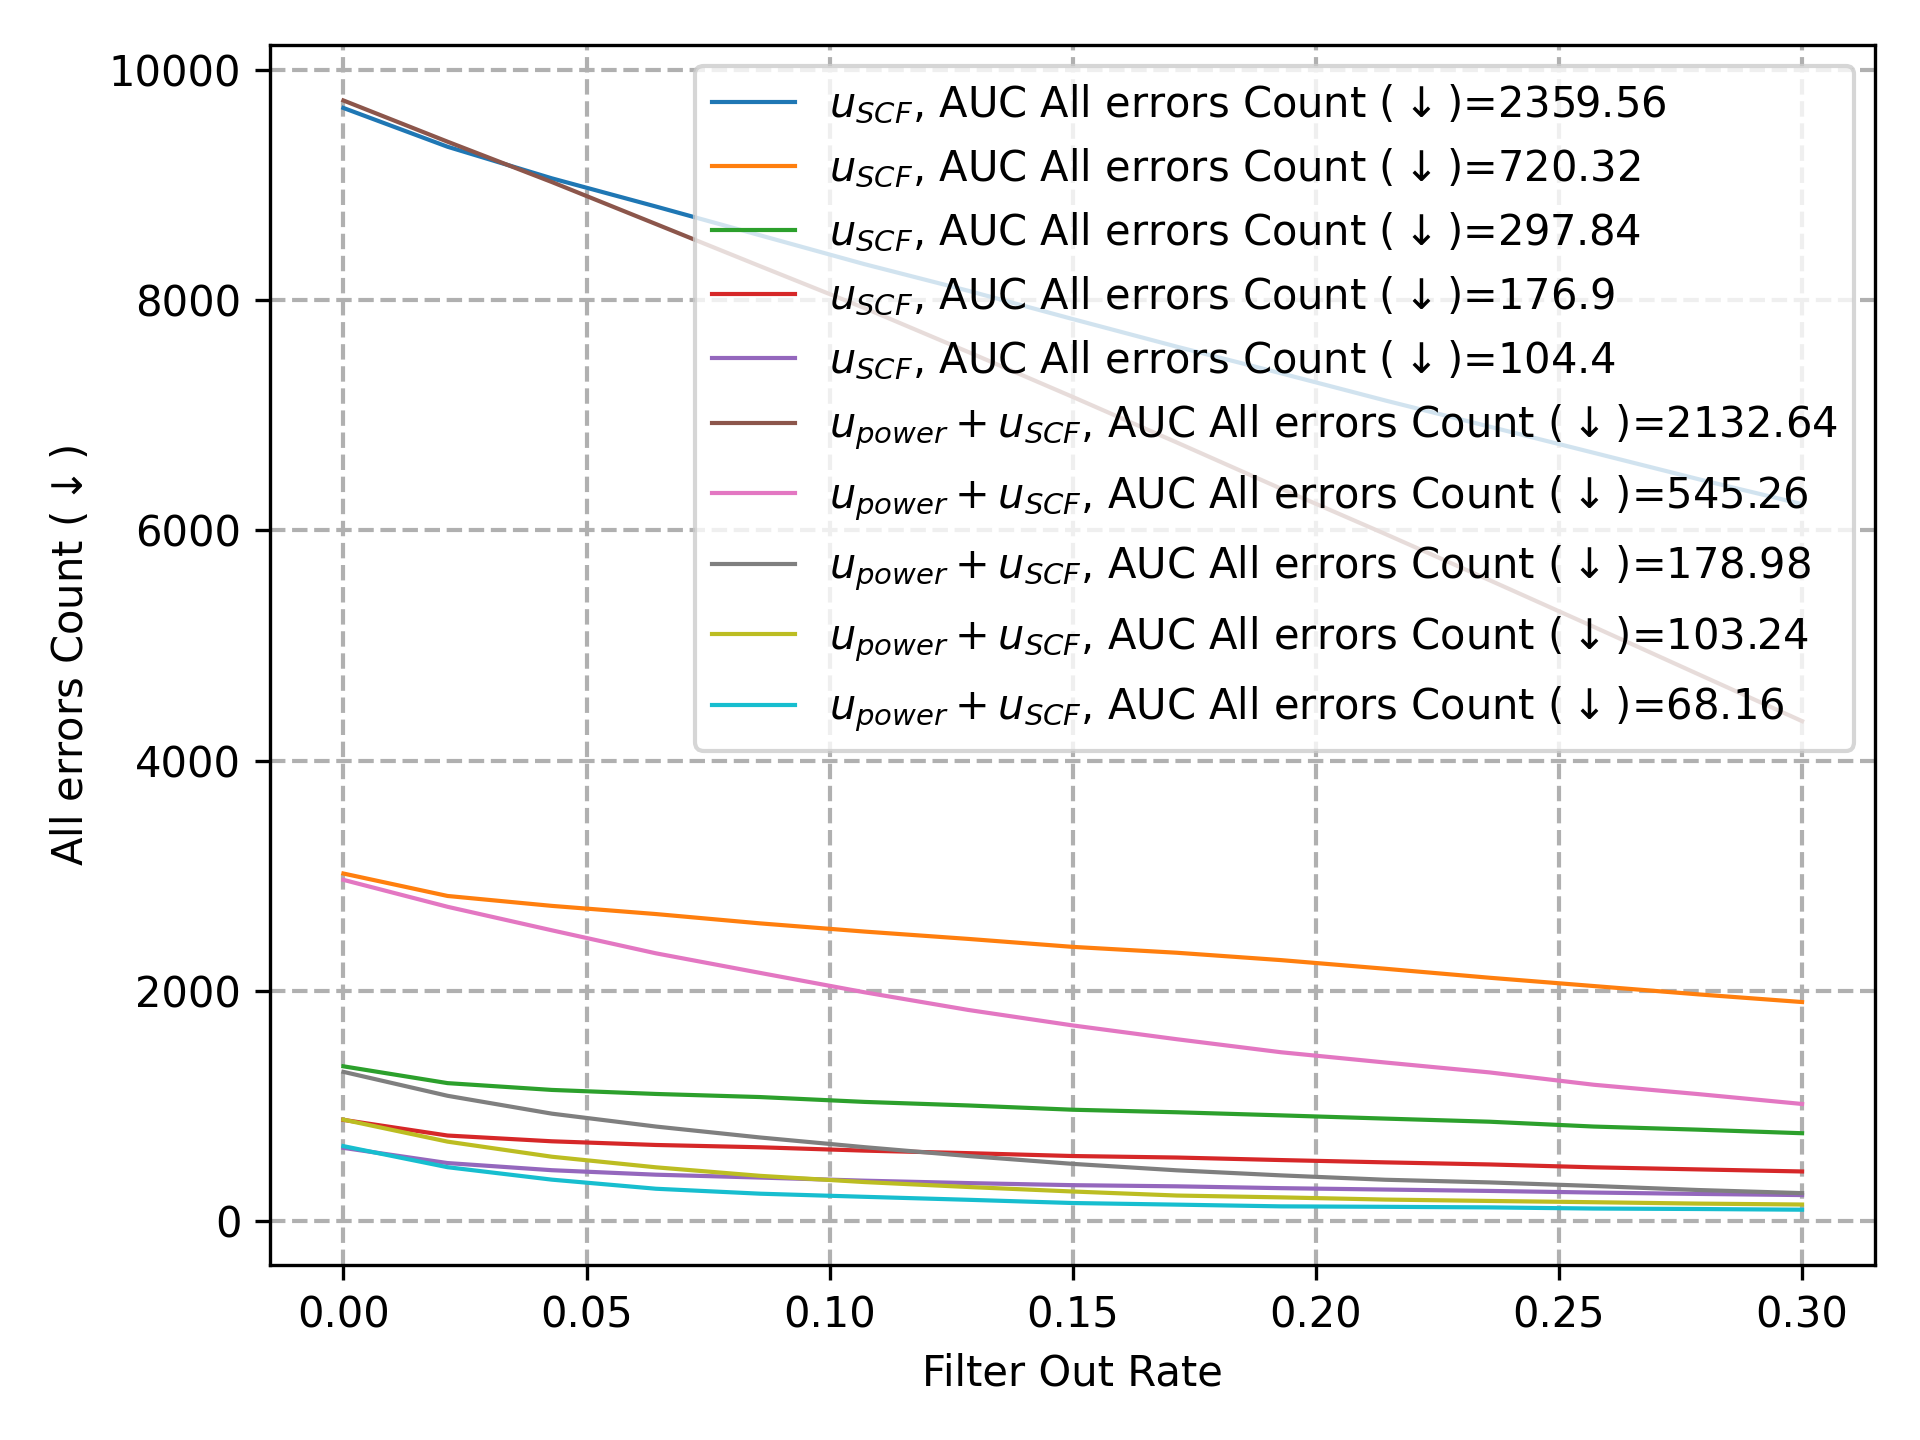 10000
8000
6000
4000
2000
0
All errors Count (↓)
u_SCF, AUC All errors Count (↓)=2359.56
u_SCF, AUC All errors Count (↓)=720.32
u_SCF, AUC All errors Count (↓)=297.84
u_SCF, AUC All errors Count (↓)=176.9
u_SCF, AUC All errors Count (↓)=104.4
u_power + u_SCF, AUC All errors Count (↓)=2132.64
u_power + u_SCF, AUC All errors Count (↓)=545.26
u_power + u_SCF, AUC All errors Count (↓)=178.98
u_power + u_SCF, AUC All errors Count (↓)=103.24
u_power + u_SCF, AUC All errors Count (↓)=68.16
0.00 0.05 0.10 0.15 0.20 0.25 0.30
Filter Out Rate